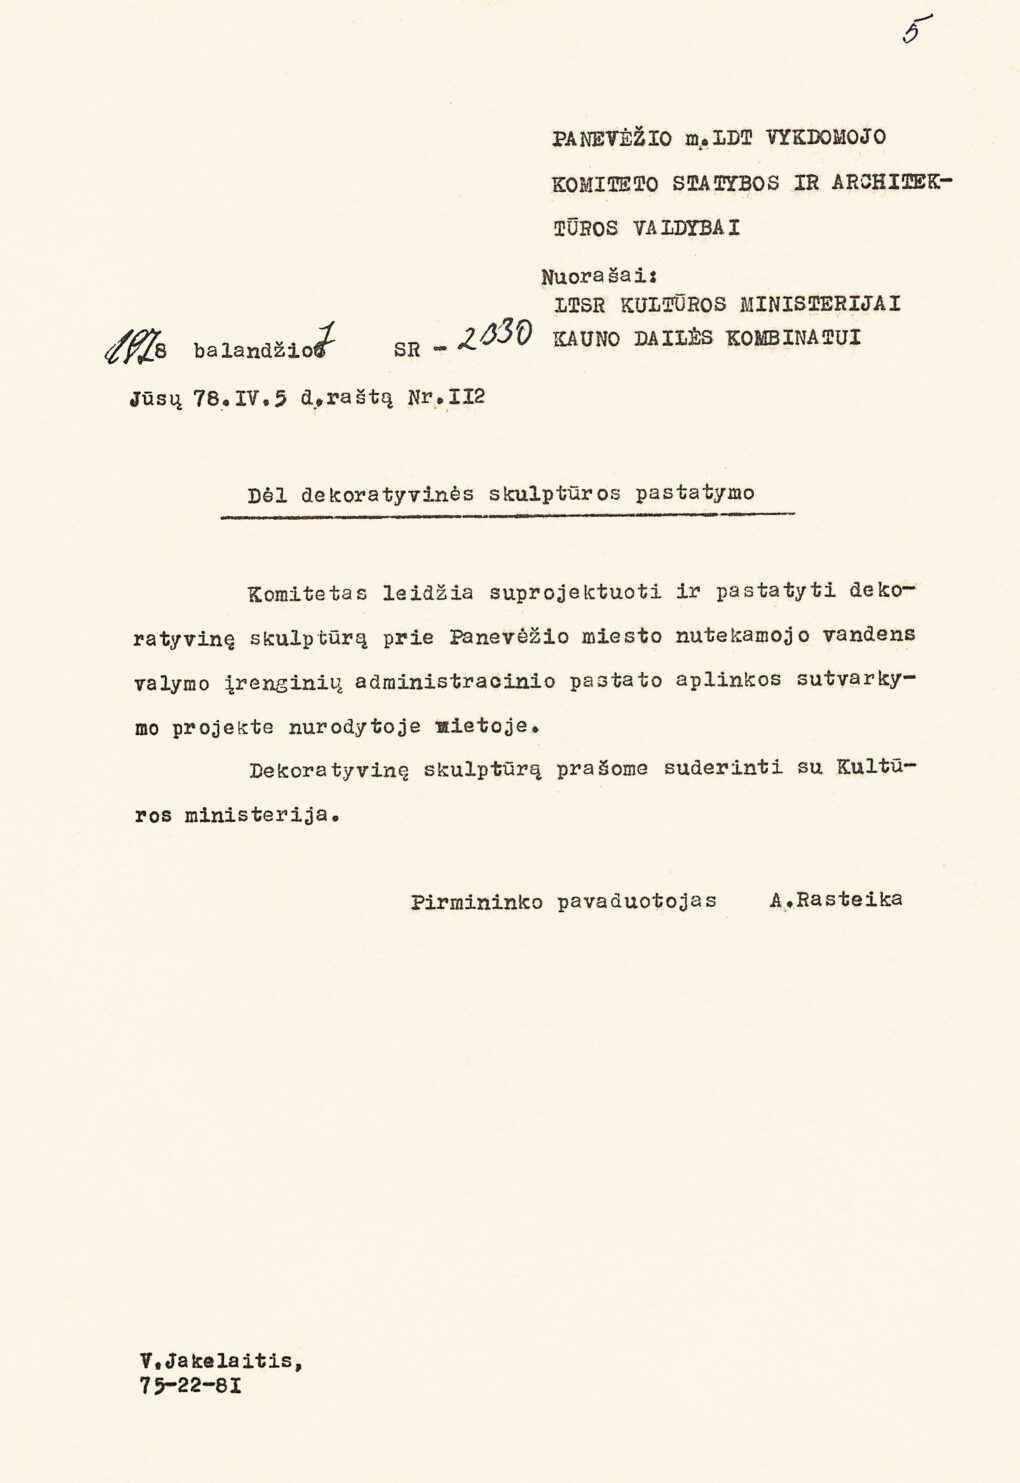 5
PANEVĖŽIO m.LDT VYKDOMOJO
KOMITETO STATYBOS IR ARCHITEK-
TŪROS VALDYBAI
Nuorašai:
LTSR KULTŪROS MINISTERIJAI
KAUNO DAILĖS KOMBINATUI
1978 balandžio 7 SR - 2030
Jūsų 78.IV.5 d.raštą Nr.II2
Dėl dekoratyvinės skulptūros pastatymo
Komitetas leidžia suprojektuoti ir pastatyti deko-
ratyvinę skulptūrą prie Panevėžio miesto nutekamojo vandens
valymo įrenginių administracinio pastato aplinkos sutvarky-
mo projekte nurodytoje vietoje.
Dekoratyvinę skulptūrą prašome suderinti su Kultū-
ros ministerija.
Pirmininko pavaduotojas A.Rasteika
V.Jakelaitis,
75-22-8I